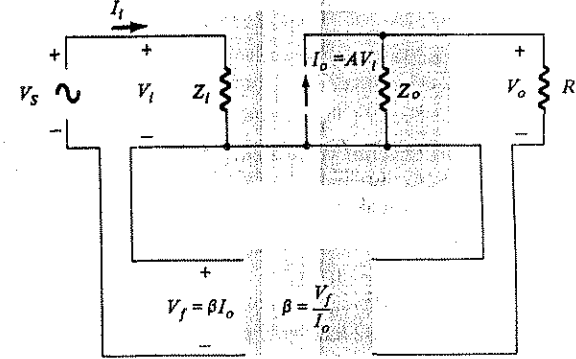 I_i
+
+
+
I_o = AV_i
V_S
V_i
Z_i
Z_o
V_o
R
−
−
−
+
V_f = βI_o
β = V_f / I_o
−